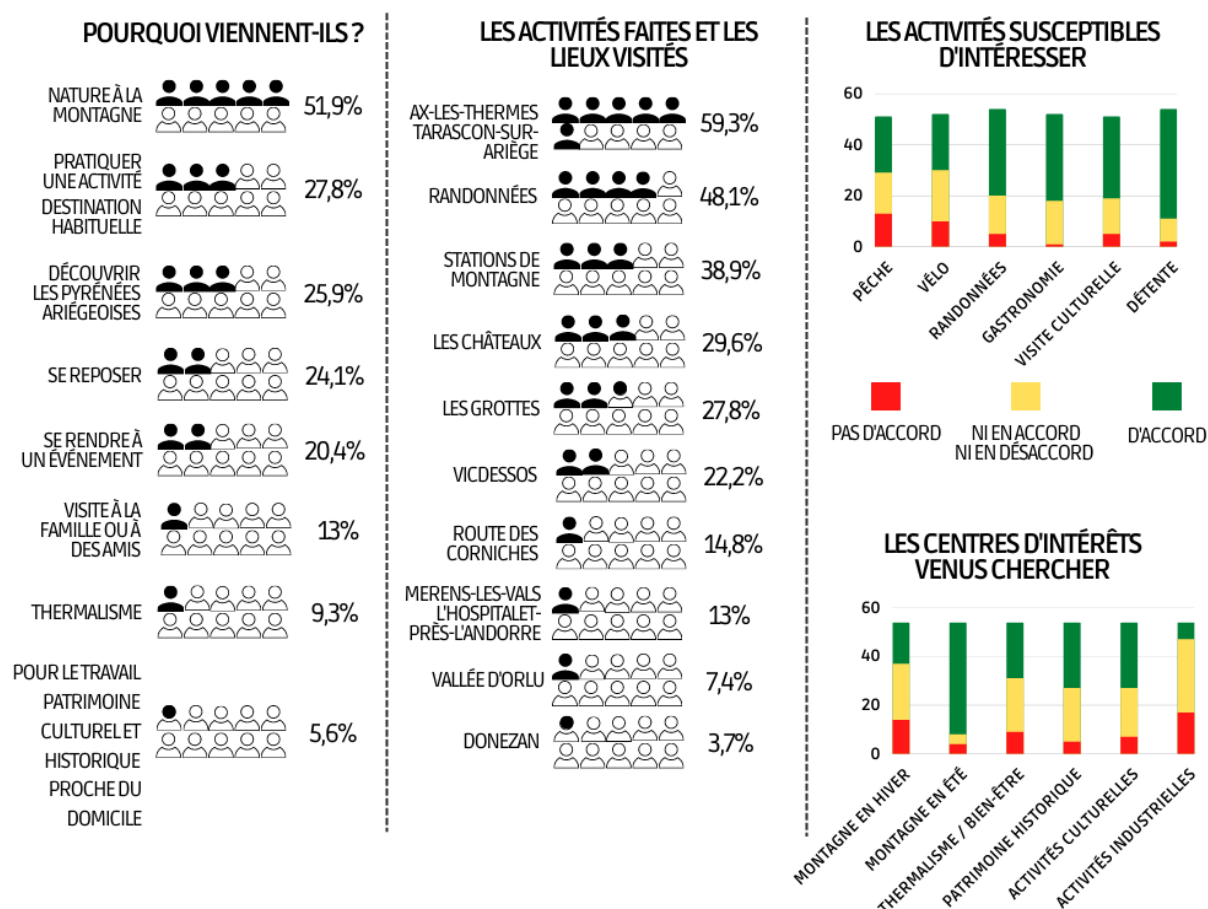 POURQUOI VIENNENT-ILS ?
NATURE À LA
MONTAGNE
51,9%
PRATIQUER
UNE ACTIVITÉ
DESTINATION
HABITUELLE
27,8%
DÉCOUVRIR
LES PYRÉNÉES
ARIÉGEOISES
25,9%
SE REPOSER
24,1%
SE RENDRE À
UN ÉVÉNEMENT
20,4%
VISITE À LA
FAMILLE OU À
DES AMIS
13%
THERMALISME
9,3%
POUR LE TRAVAIL
PATRIMOINE
CULTUREL ET
HISTORIQUE
PROCHE DU
DOMICILE
5,6%
LES ACTIVITÉS FAITES ET LES
LIEUX VISITÉS
AX-LES-THERMES
TARASCON-SUR-
ARIÈGE
59,3%
RANDONNÉES
48,1%
STATIONS DE
MONTAGNE
38,9%
LES CHÂTEAUX
29,6%
LES GROTTES
27,8%
VICDESSOS
22,2%
ROUTE DES
CORNICHES
14,8%
MERENS-LES-VALS
L'HOSPITALET-
PRÈS-L'ANDORRE
13%
VALLÉE D'ORLU
7,4%
DONEZAN
3,7%
LES ACTIVITÉS SUSCEPTIBLES
D'INTÉRESSER
60
40
20
0
PÊCHE
VÉLO
RANDONNÉES
GASTRONOMIE
VISITE CULTURELLE
DÉTENTE
PAS D'ACCORD
NI EN ACCORD
NI EN DÉSACCORD
D'ACCORD
LES CENTRES D'INTÉRÊTS
VENUS CHERCHER
60
40
20
0
MONTAGNE EN HIVER
MONTAGNE EN ÉTÉ
THERMALISME / BIEN-ÊTRE
PATRIMOINE HISTORIQUE
ACTIVITÉS CULTURELLES
ACTIVITÉS INDUSTRIELLES